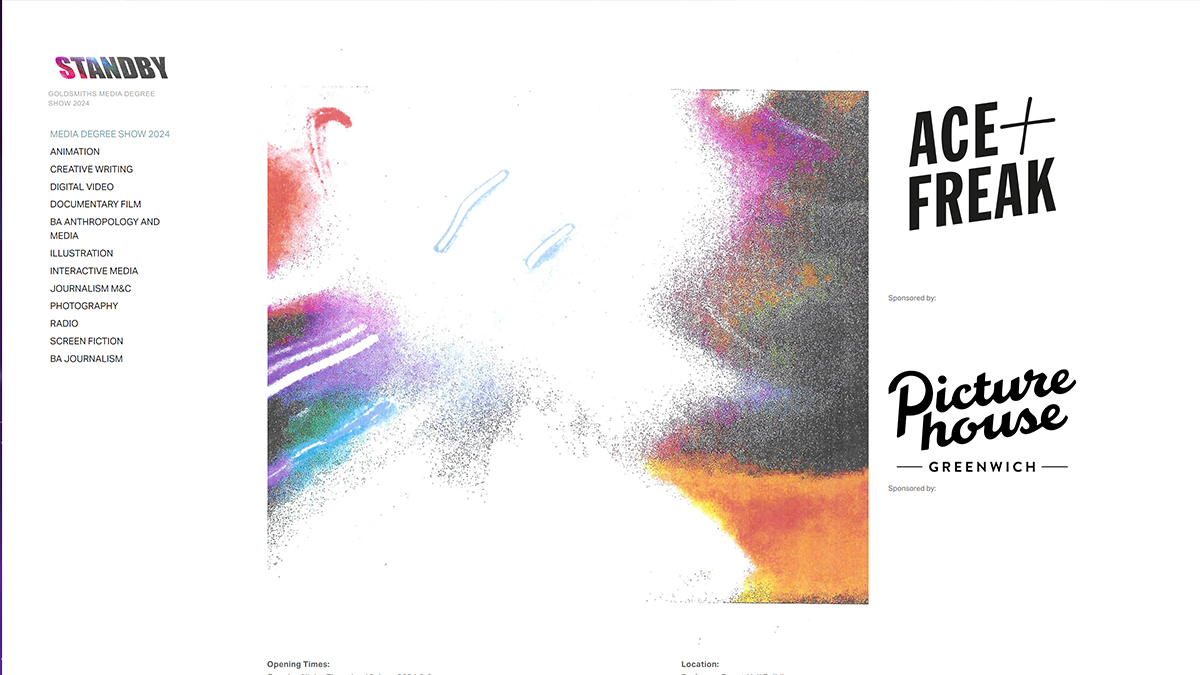 STANDBY
GOLDSMITHS MEDIA DEGREE
SHOW 2024
MEDIA DEGREE SHOW 2024
ANIMATION
CREATIVE WRITING
DIGITAL VIDEO
DOCUMENTARY FILM
BA ANTHROPOLOGY AND
MEDIA
ILLUSTRATION
INTERACTIVE MEDIA
JOURNALISM M&C
PHOTOGRAPHY
RADIO
SCREEN FICTION
BA JOURNALISM
ACE+
FREAK
Sponsored by:
Picture
house
GREENWICH
Sponsored by:
Opening Times:
Location: